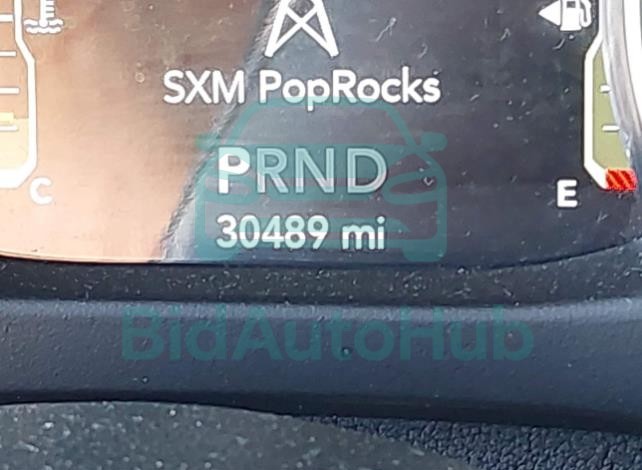 SXM PopRocks
PRND
C
E
30489 mi
BidAutoHub